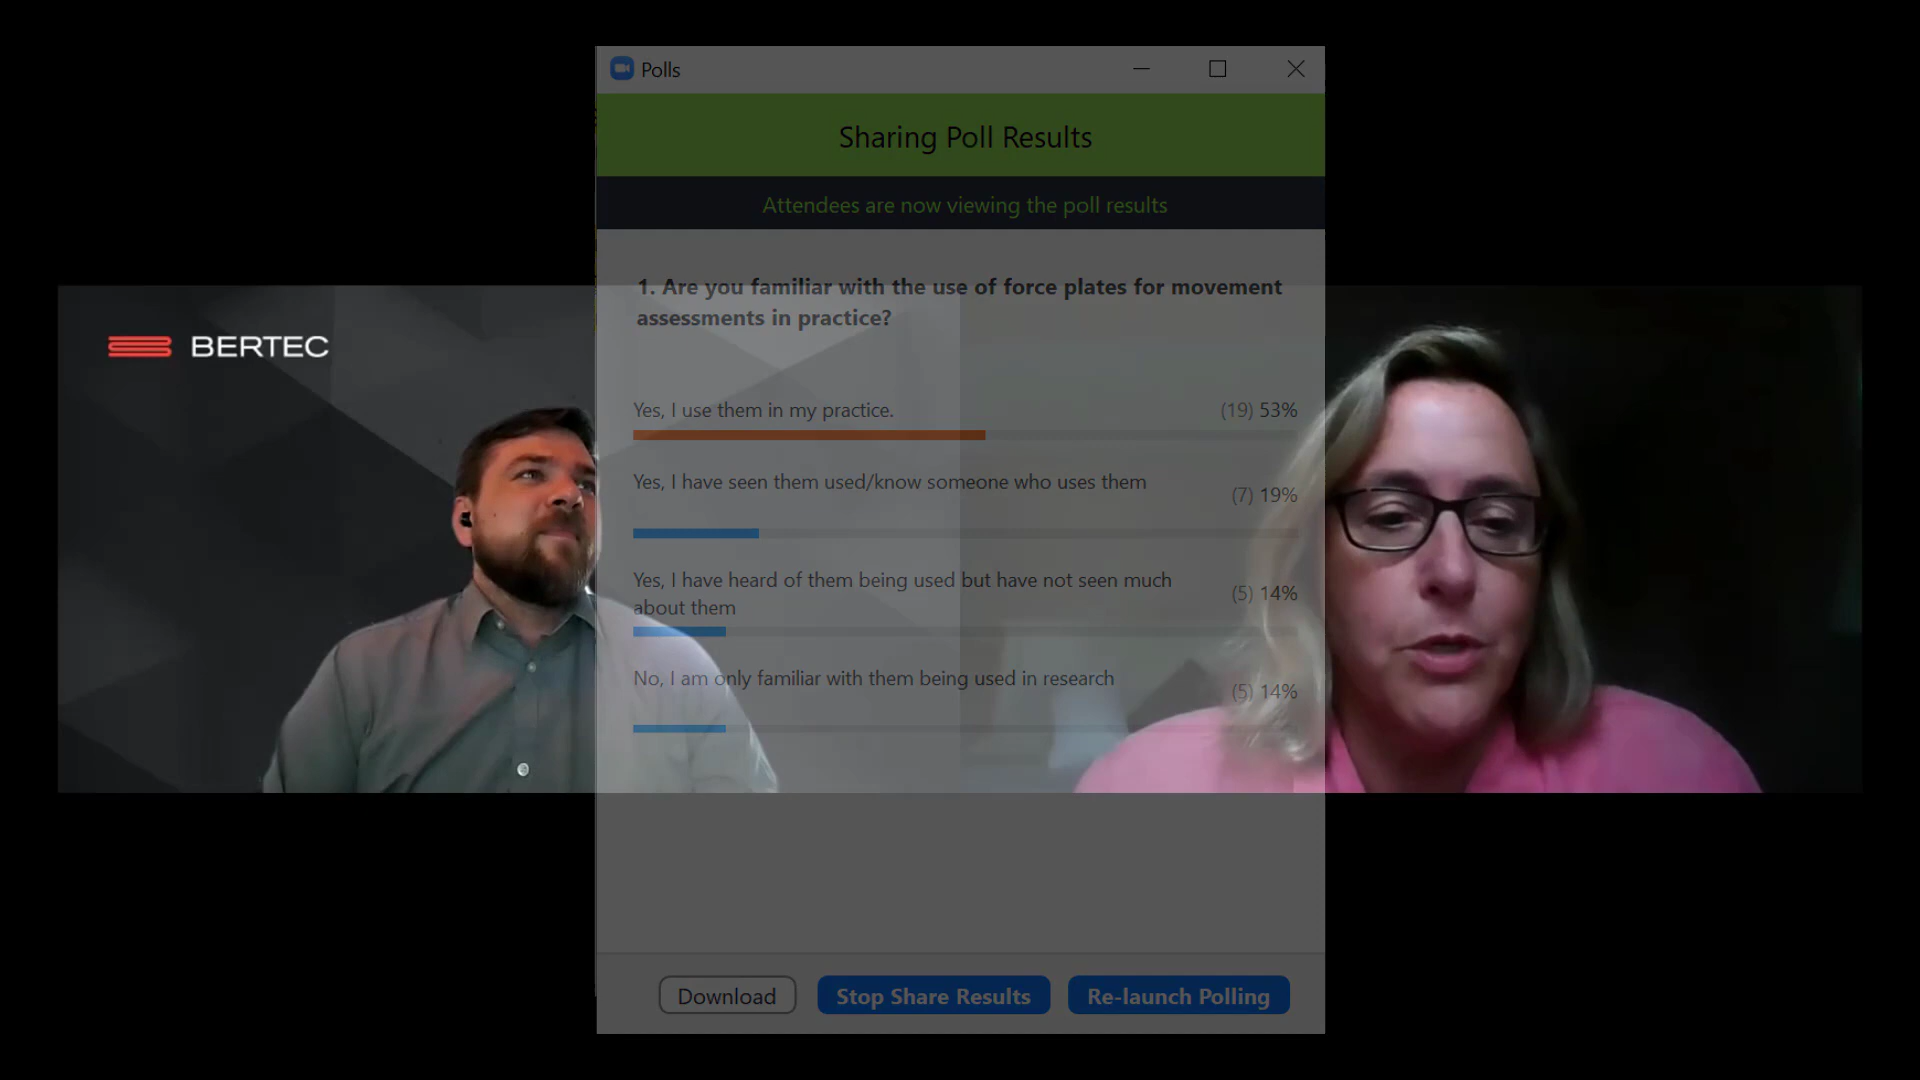 Polls
Sharing Poll Results
Attendees are now viewing the poll results
1. Are you familiar with the use of force plates for movement
assessments in practice?
BERTEC
Yes, I use them in my practice.
(19) 53%
Yes, I have seen them used/know someone who uses them
(7) 19%
Yes, I have heard of them being used but have not seen much
about them
(5) 14%
No, I am only familiar with them being used in research
(5) 14%
Download
Stop Share Results
Re-launch Polling